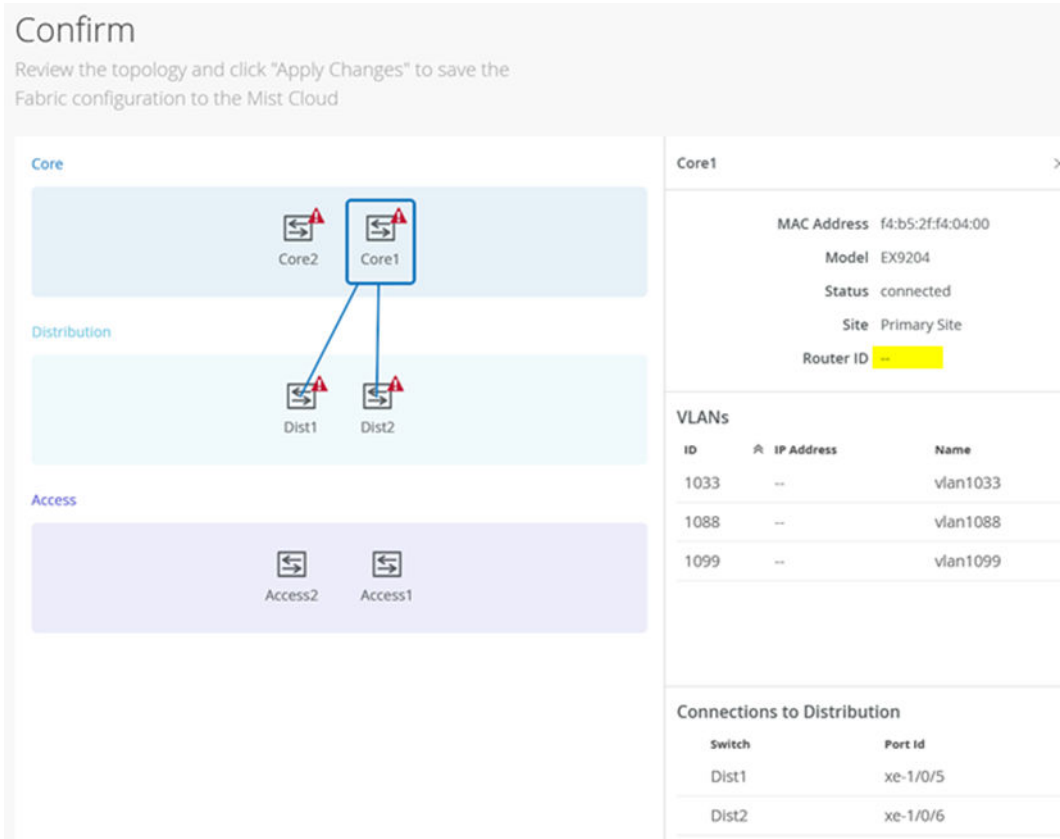 Confirm
Review the topology and click "Apply Changes" to save the
Fabric configuration to the Mist Cloud
Core
Core2 Core1
Distribution
Dist1 Dist2
Access
Access2 Access1
Core1
MAC Address f4:b5:2f:f4:04:00
Model EX9204
Status connected
Site Primary Site
Router ID --
VLANs
ID IP Address Name
1033 -- vlan1033
1088 -- vlan1088
1099 -- vlan1099
Connections to Distribution
Switch Port Id
Dist1 xe-1/0/5
Dist2 xe-1/0/6